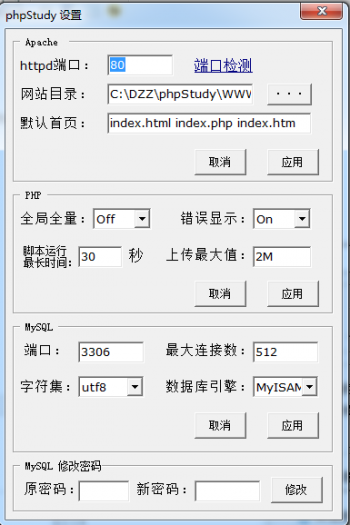 phpStudy 设置
Apache
httpd端口: 80 端口检测
网站目录: C:\DZZ\phpStudy\WWW ...
默认首页: index.html index.php index.htm
取消 应用
PHP
全局全量: Off 错误显示: On
脚本运行
最长时间: 30 秒 上传最大值: 2M
取消 应用
MySQL
端口: 3306 最大连接数: 512
字符集: utf8 数据库引擎: MyISAM
取消 应用
MySQL 修改密码
原密码: 新密码: 修改